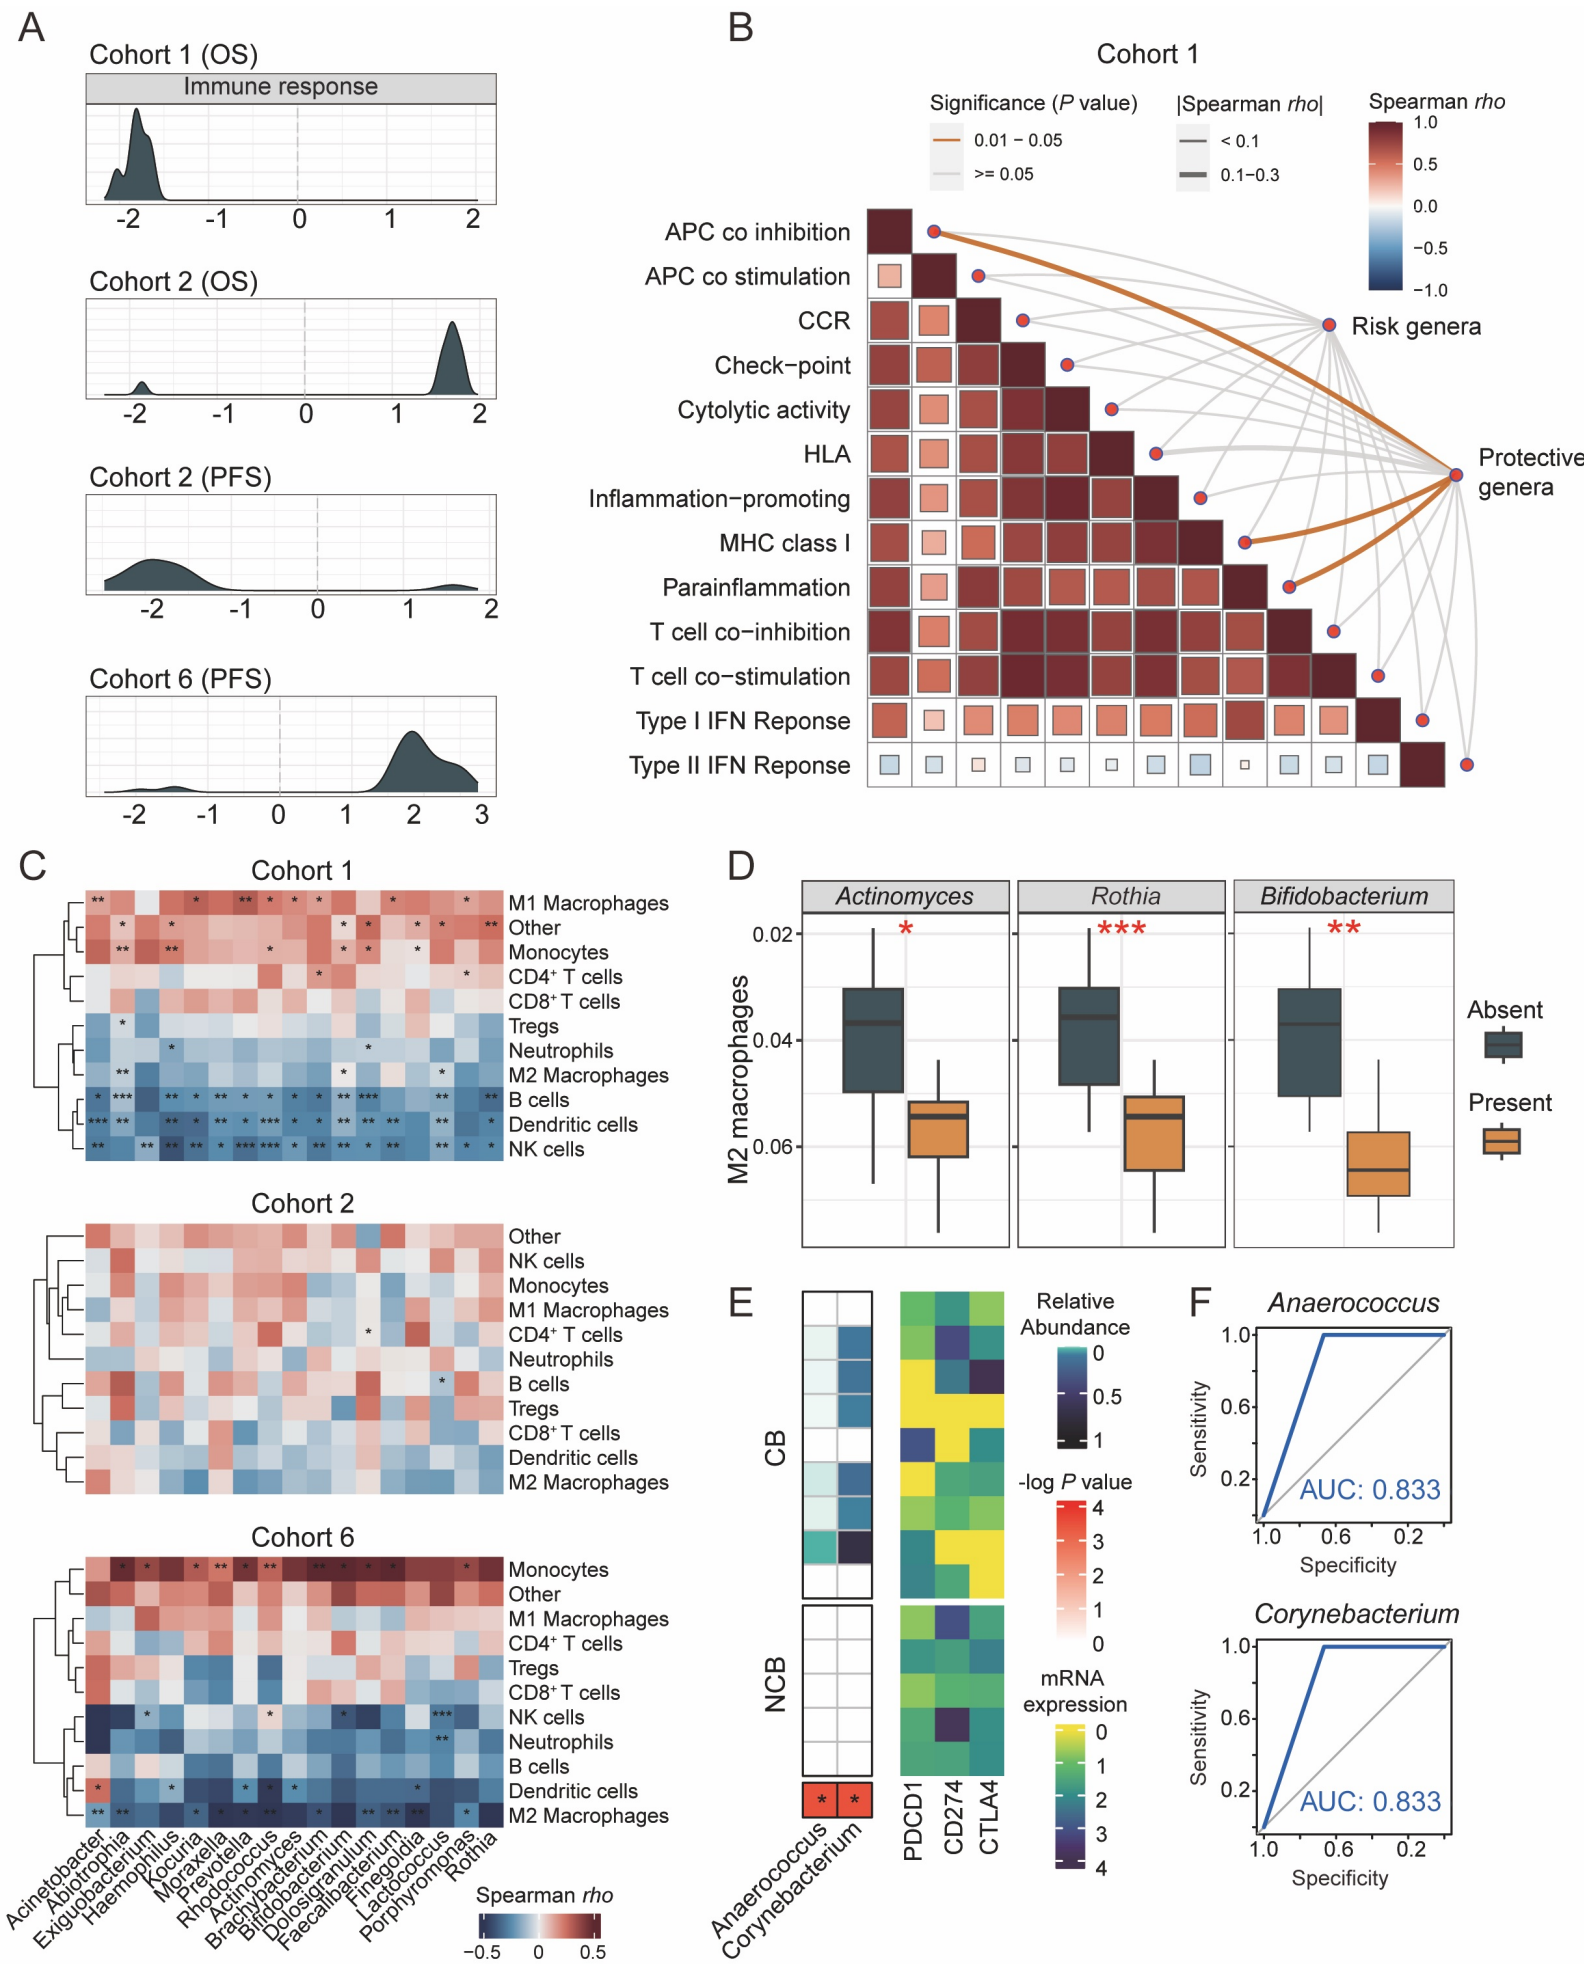 A
Cohort 1 (OS)
Immune response
-2 -1 0 1 2
Cohort 2 (OS)
-2 -1 0 1 2
Cohort 2 (PFS)
-2 -1 0 1 2
Cohort 6 (PFS)
-2 -1 0 1 2 3
B
Cohort 1
Significance (P value)
0.01 − 0.05
>= 0.05
|Spearman rho|
< 0.1
0.1−0.3
Spearman rho
1.0
0.5
0.0
−0.5
−1.0
APC co inhibition
APC co stimulation
CCR
Check−point
Cytolytic activity
HLA
Inflammation−promoting
MHC class I
Parainflammation
T cell co−inhibition
T cell co−stimulation
Type I IFN Reponse
Type II IFN Reponse
Risk genera
Protective
genera
C
Cohort 1
M1 Macrophages
Other
Monocytes
CD4⁺ T cells
CD8⁺ T cells
Tregs
Neutrophils
M2 Macrophages
B cells
Dendritic cells
NK cells
Cohort 2
Other
NK cells
Monocytes
M1 Macrophages
CD4⁺ T cells
Neutrophils
B cells
Tregs
CD8⁺ T cells
Dendritic cells
M2 Macrophages
Cohort 6
Monocytes
Other
M1 Macrophages
CD4⁺ T cells
Tregs
CD8⁺ T cells
NK cells
Neutrophils
B cells
Dendritic cells
M2 Macrophages
Acinetobacter
Abiotrophia
Exiguobacterium
Haemophilus
Kocuria
Moraxella
Prevotella
Rhodococcus
Actinomyces
Brachybacterium
Bifidobacterium
Dolosigranulum
Faecalibacterium
Finegoldia
Lactococcus
Porphyromonas
Rothia
Spearman rho
−0.5 0 0.5
D
Actinomyces Rothia Bifidobacterium
* *** **
M2 macrophages
0.02
0.04
0.06
Absent
Present
E
CB
NCB
* *
Anaerococcus
Corynebacterium
PDCD1
CD274
CTLA4
Relative
Abundance
0
0.5
1
-log P value
4
3
2
1
0
mRNA
expression
0
1
2
3
4
F
Anaerococcus
Sensitivity
1.0
0.6
0.2
AUC: 0.833
1.0 0.6 0.2
Specificity
Corynebacterium
Sensitivity
1.0
0.6
0.2
AUC: 0.833
1.0 0.6 0.2
Specificity